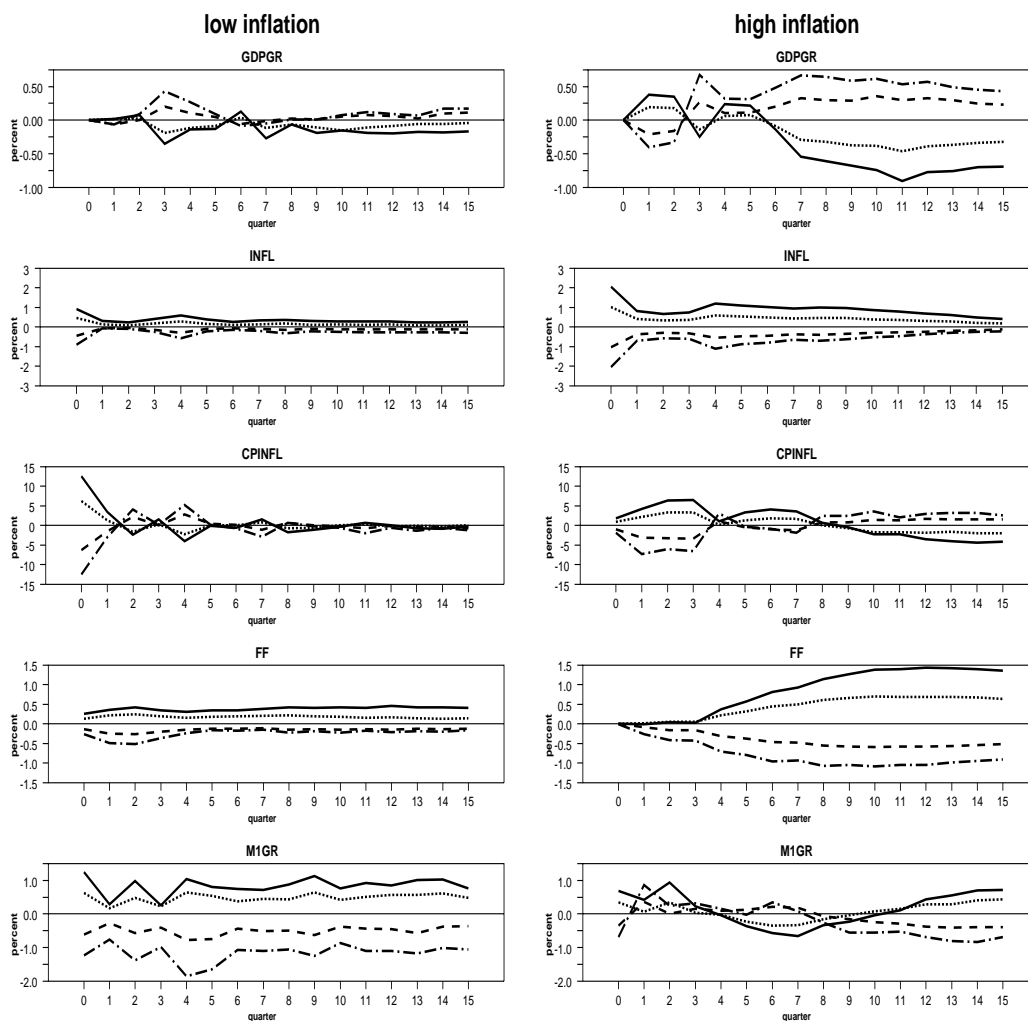 low inflation
high inflation
GDPGR
0.50
0.00
-0.50
-1.00
percent
0 1 2 3 4 5 6 7 8 9 10 11 12 13 14 15
quarter
GDPGR
0.50
0.00
-0.50
-1.00
percent
0 1 2 3 4 5 6 7 8 9 10 11 12 13 14 15
quarter
INFL
3
2
1
0
-1
-2
-3
percent
0 1 2 3 4 5 6 7 8 9 10 11 12 13 14 15
quarter
INFL
3
2
1
0
-1
-2
-3
percent
0 1 2 3 4 5 6 7 8 9 10 11 12 13 14 15
quarter
CPINFL
15
10
5
0
-5
-10
-15
percent
0 1 2 3 4 5 6 7 8 9 10 11 12 13 14 15
quarter
CPINFL
15
10
5
0
-5
-10
-15
percent
0 1 2 3 4 5 6 7 8 9 10 11 12 13 14 15
quarter
FF
1.5
1.0
0.5
0.0
-0.5
-1.0
-1.5
percent
0 1 2 3 4 5 6 7 8 9 10 11 12 13 14 15
quarter
FF
1.5
1.0
0.5
0.0
-0.5
-1.0
-1.5
percent
0 1 2 3 4 5 6 7 8 9 10 11 12 13 14 15
quarter
M1GR
1.0
0.0
-1.0
-2.0
percent
0 1 2 3 4 5 6 7 8 9 10 11 12 13 14 15
quarter
M1GR
1.0
0.0
-1.0
-2.0
percent
0 1 2 3 4 5 6 7 8 9 10 11 12 13 14 15
quarter